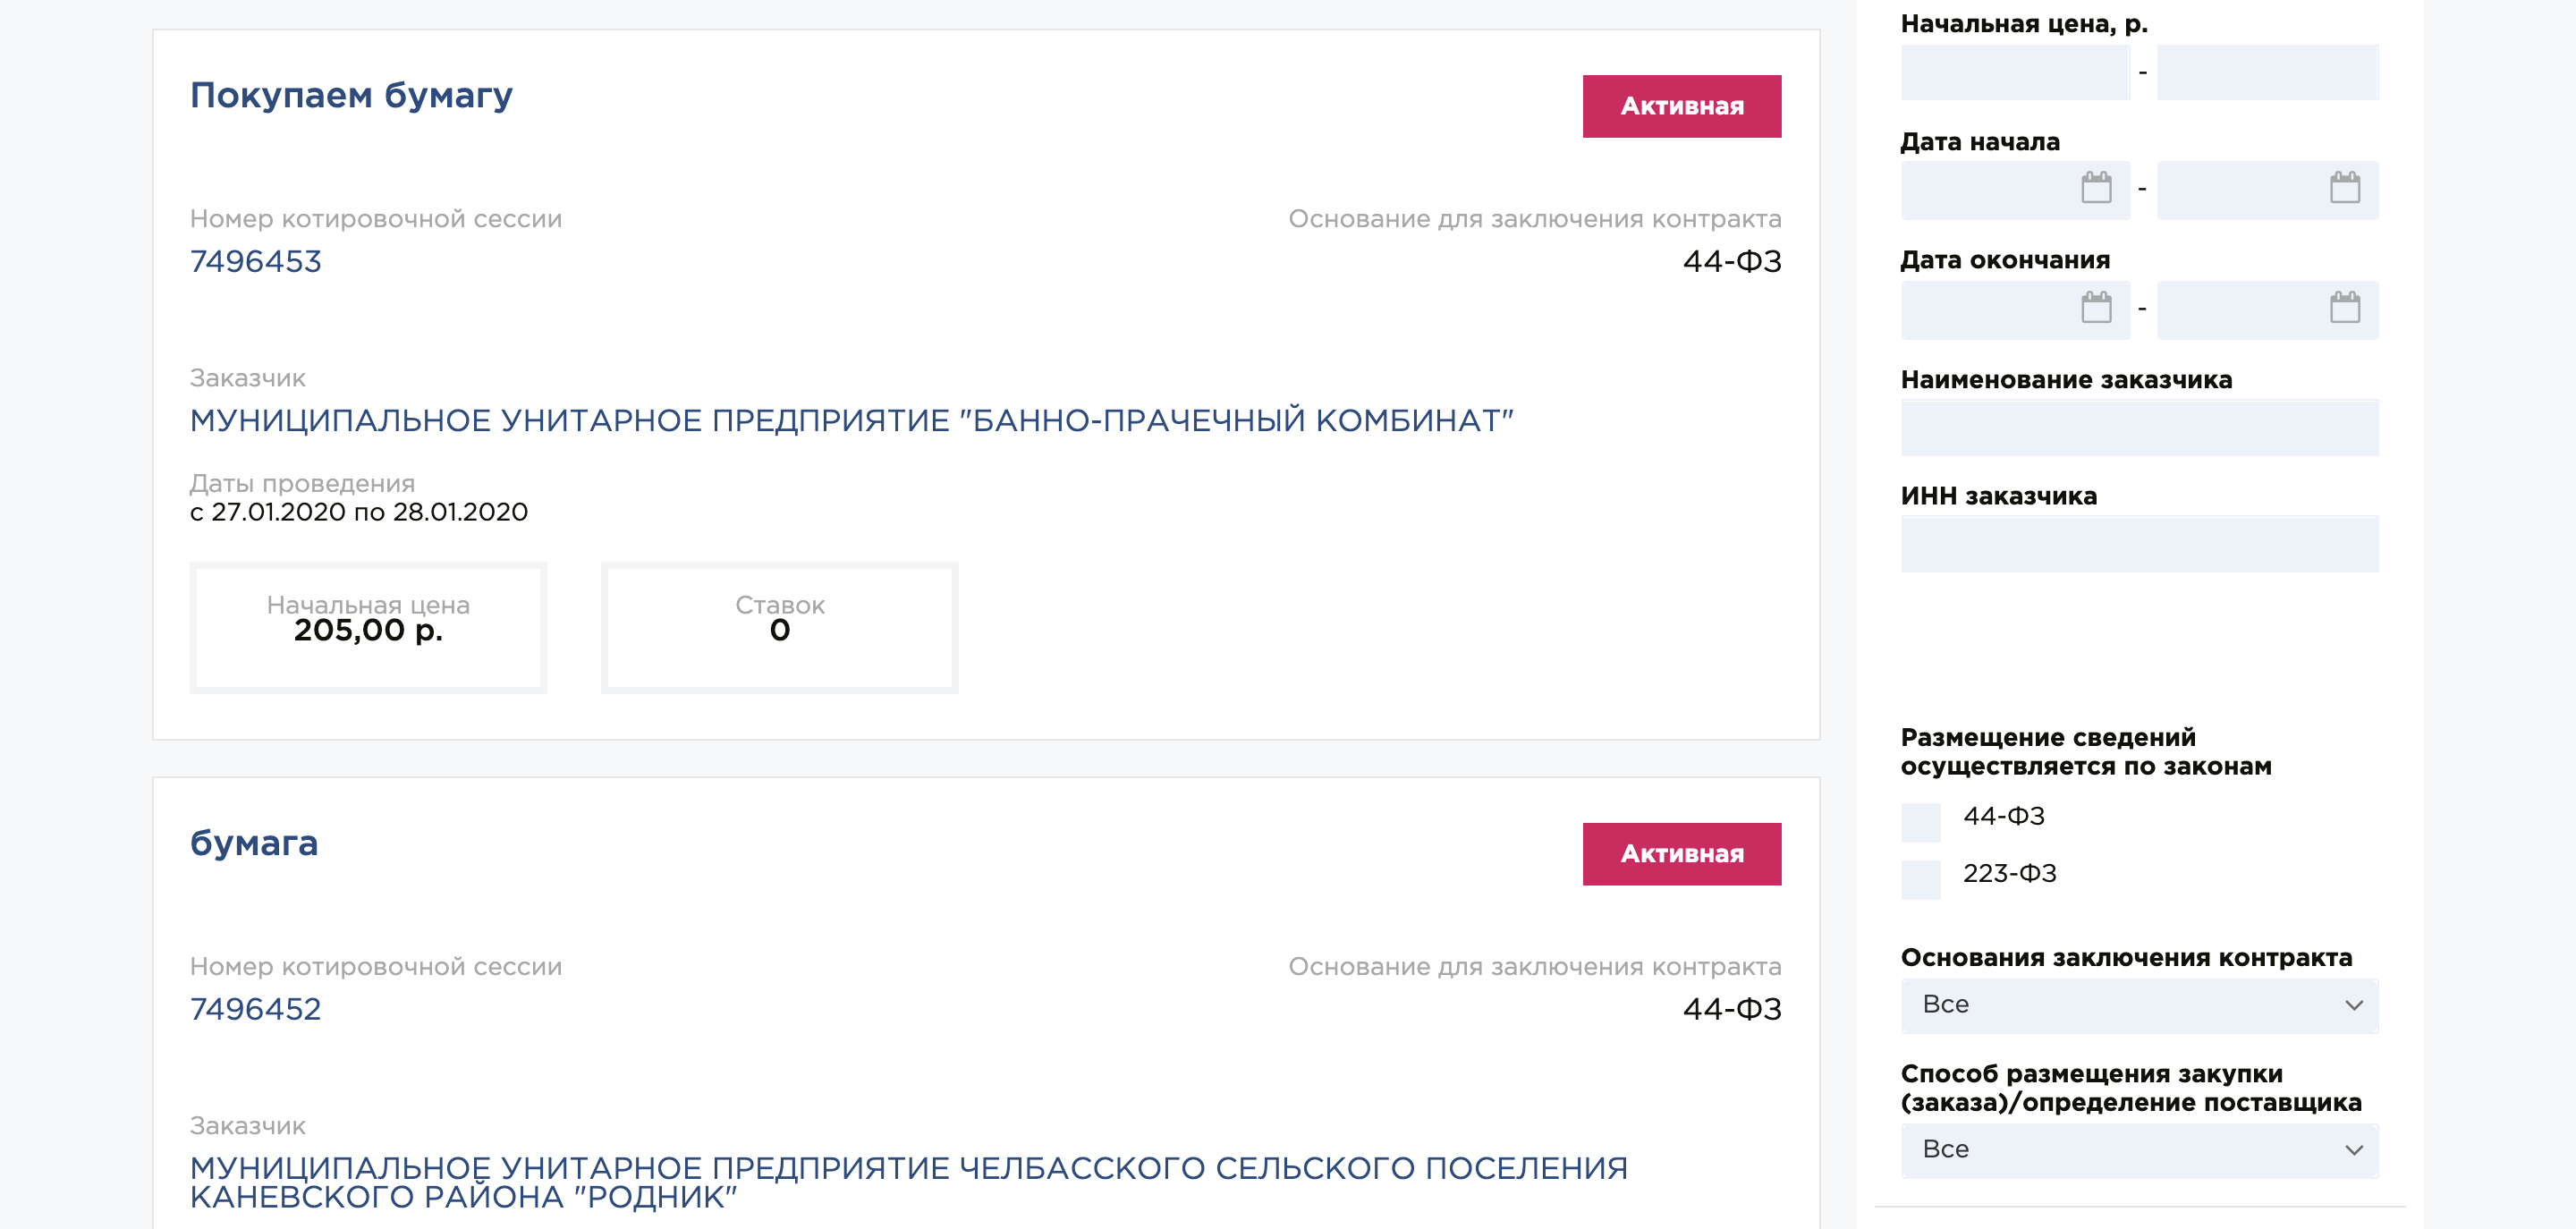 Покупаем бумагу
Активная
Номер котировочной сессии
Основание для заключения контракта
7496453
44-ФЗ
Заказчик
МУНИЦИПАЛЬНОЕ УНИТАРНОЕ ПРЕДПРИЯТИЕ "БАННО-ПРАЧЕЧНЫЙ КОМБИНАТ"
Даты проведения
с 27.01.2020 по 28.01.2020
Начальная цена
205,00 р.
Ставок
0
бумага
Активная
Номер котировочной сессии
Основание для заключения контракта
7496452
44-ФЗ
Заказчик
МУНИЦИПАЛЬНОЕ УНИТАРНОЕ ПРЕДПРИЯТИЕ ЧЕЛБАССКОГО СЕЛЬСКОГО ПОСЕЛЕНИЯ
КАНЕВСКОГО РАЙОНА "РОДНИК"
Начальная цена, р.
-
Дата начала
-
Дата окончания
-
Наименование заказчика
ИНН заказчика
Размещение сведений
осуществляется по законам
44-ФЗ
223-ФЗ
Основания заключения контракта
Все
Способ размещения закупки
(заказа)/определение поставщика
Все